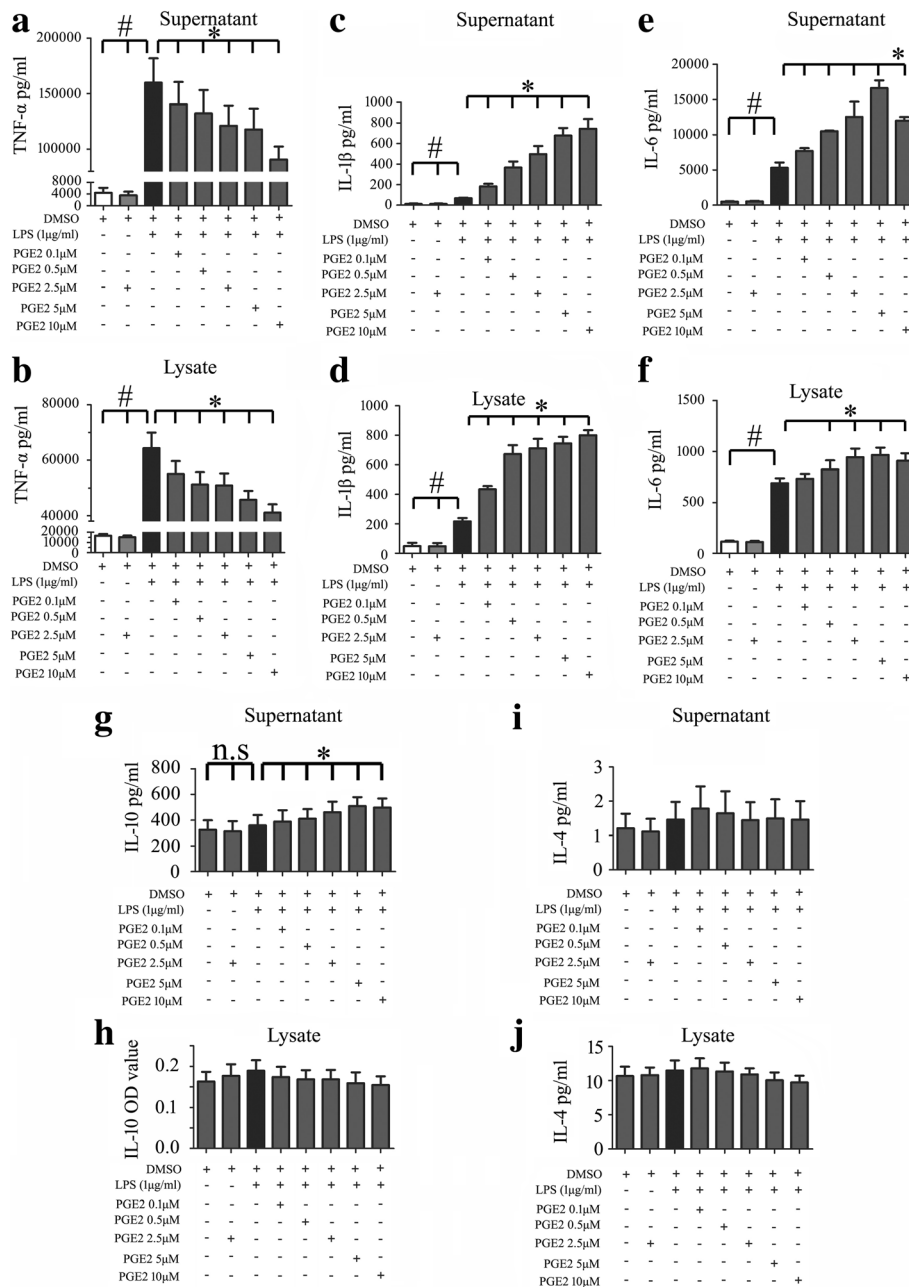 a
Supernatant
TNF-α pg/ml
200000
150000
100000
8000
4000
0
# *
DMSO + + + + + + + +
LPS (1μg/ml) - - + + + + + +
PGE2 0.1μM - - - + - - - -
PGE2 0.5μM - - - - + - - -
PGE2 2.5μM - + - - - + - -
PGE2 5μM - - - - - - + -
PGE2 10μM - - - - - - - +
c
Supernatant
IL-1β pg/ml
1000
800
600
400
200
0
# *
DMSO + + + + + + + +
LPS (1μg/ml) - - + + + + + +
PGE2 0.1μM - - - + - - - -
PGE2 0.5μM - - - - + - - -
PGE2 2.5μM - + - - - + - -
PGE2 5μM - - - - - - + -
PGE2 10μM - - - - - - - +
e
Supernatant
IL-6 pg/ml
20000
15000
10000
5000
0
# *
DMSO + + + + + + + +
LPS (1μg/ml) - - + + + + + +
PGE2 0.1μM - - - + - - - -
PGE2 0.5μM - - - - + - - -
PGE2 2.5μM - + - - - + - -
PGE2 5μM - - - - - - + -
PGE2 10μM - - - - - - - +
b
Lysate
TNF-α pg/ml
80000
60000
40000
20000
10000
0
# *
DMSO + + + + + + + +
LPS (1μg/ml) - - + + + + + +
PGE2 0.1μM - - - + - - - -
PGE2 0.5μM - - - - + - - -
PGE2 2.5μM - + - - - + - -
PGE2 5μM - - - - - - + -
PGE2 10μM - - - - - - - +
d
Lysate
IL-1β pg/ml
1000
800
600
400
200
0
# *
DMSO + + + + + + + +
LPS (1μg/ml) - - + + + + + +
PGE2 0.1μM - - - + - - - -
PGE2 0.5μM - - - - + - - -
PGE2 2.5μM - + - - - + - -
PGE2 5μM - - - - - - + -
PGE2 10μM - - - - - - - +
f
Lysate
IL-6 pg/ml
1500
1000
500
0
# *
DMSO + + + + + + + +
LPS (1μg/ml) - - + + + + + +
PGE2 0.1μM - - - + - - - -
PGE2 0.5μM - - - - + - - -
PGE2 2.5μM - + - - - + - -
PGE2 5μM - - - - - - + -
PGE2 10μM - - - - - - - +
g
Supernatant
IL-10 pg/ml
800
600
400
200
0
n.s *
DMSO + + + + + + + +
LPS (1μg/ml) - - + + + + + +
PGE2 0.1μM - - - + - - - -
PGE2 0.5μM - - - - + - - -
PGE2 2.5μM - + - - - + - -
PGE2 5μM - - - - - - + -
PGE2 10μM - - - - - - - +
i
Supernatant
IL-4 pg/ml
3
2
1
0
DMSO + + + + + + + +
LPS (1μg/ml) - - + + + + + +
PGE2 0.1μM - - - + - - - -
PGE2 0.5μM - - - - + - - -
PGE2 2.5μM - + - - - + - -
PGE2 5μM - - - - - - + -
PGE2 10μM - - - - - - - +
h
Lysate
IL-10 OD value
0.2
0.1
0.0
DMSO + + + + + + + +
LPS (1μg/ml) - - + + + + + +
PGE2 0.1μM - - - + - - - -
PGE2 0.5μM - - - - + - - -
PGE2 2.5μM - + - - - + - -
PGE2 5μM - - - - - - + -
PGE2 10μM - - - - - - - +
j
Lysate
IL-4 pg/ml
15
10
5
0
DMSO + + + + + + + +
LPS (1μg/ml) - - + + + + + +
PGE2 0.1μM - - - + - - - -
PGE2 0.5μM - - - - + - - -
PGE2 2.5μM - + - - - + - -
PGE2 5μM - - - - - - + -
PGE2 10μM - - - - - - - +